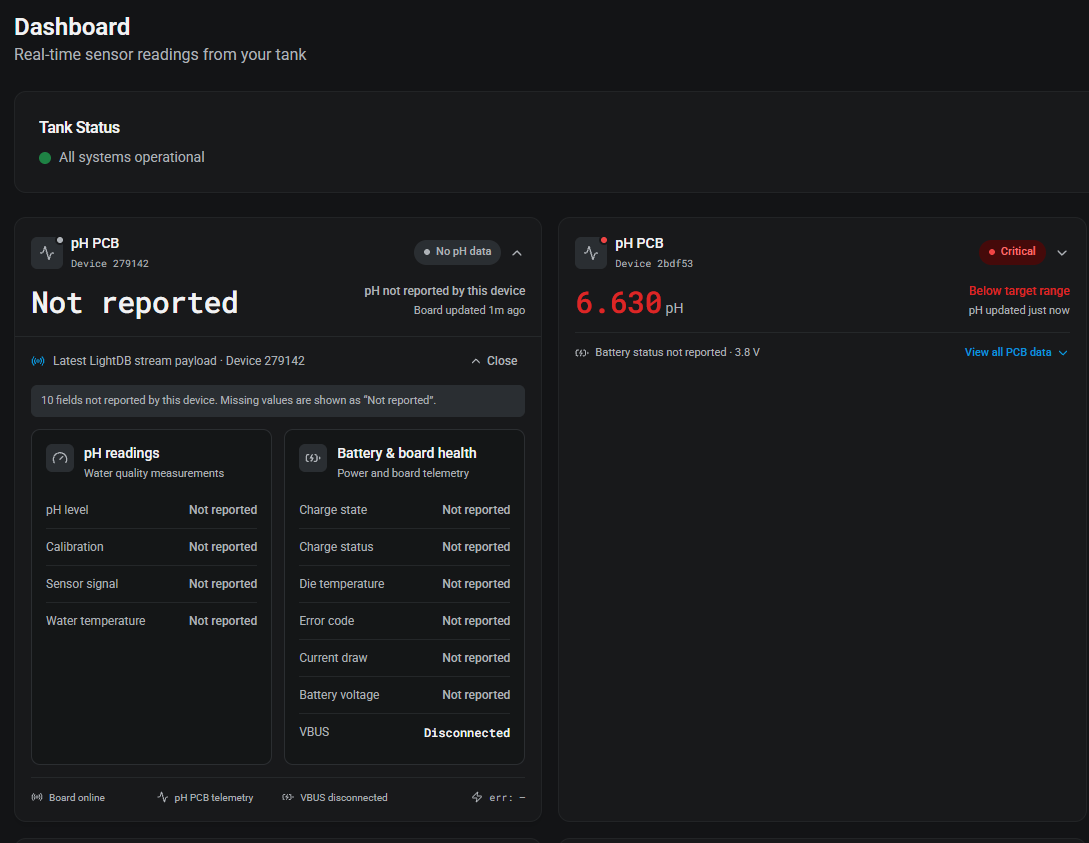 Dashboard
Real-time sensor readings from your tank
Tank Status
All systems operational
pH PCB
Device 279142
No pH data
Not reported
pH not reported by this device
Board updated 1m ago
Latest LightDB stream payload · Device 279142
Close
10 fields not reported by this device. Missing values are shown as "Not reported".
pH readings
Water quality measurements
pH level Not reported
Calibration Not reported
Sensor signal Not reported
Water temperature Not reported
Battery & board health
Power and board telemetry
Charge state Not reported
Charge status Not reported
Die temperature Not reported
Error code Not reported
Current draw Not reported
Battery voltage Not reported
VBUS Disconnected
Board online
pH PCB telemetry
VBUS disconnected
err: –
pH PCB
Device 2bdf53
Critical
6.630 pH
Below target range
pH updated just now
Battery status not reported · 3.8 V
View all PCB data